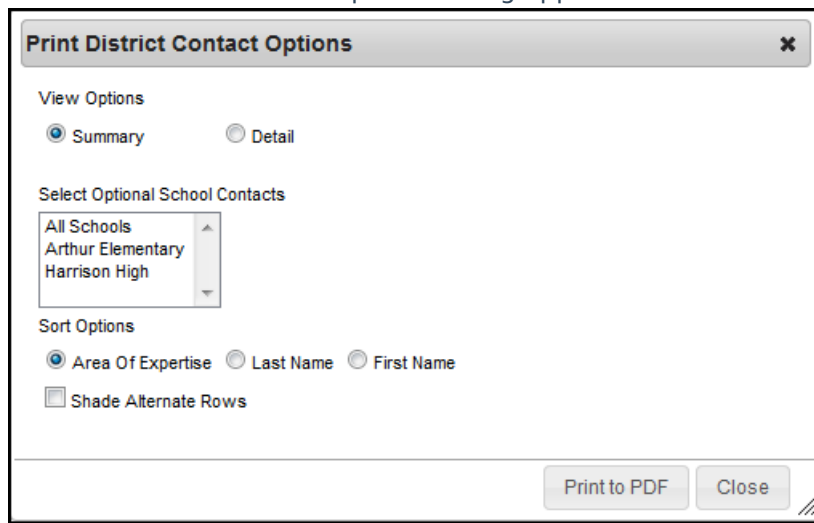 Print District Contact Options
View Options
Summary Detail
Select Optional School Contacts
All Schools
Arthur Elementary
Harrison High
Sort Options
Area Of Expertise Last Name First Name
Shade Alternate Rows
Print to PDF Close